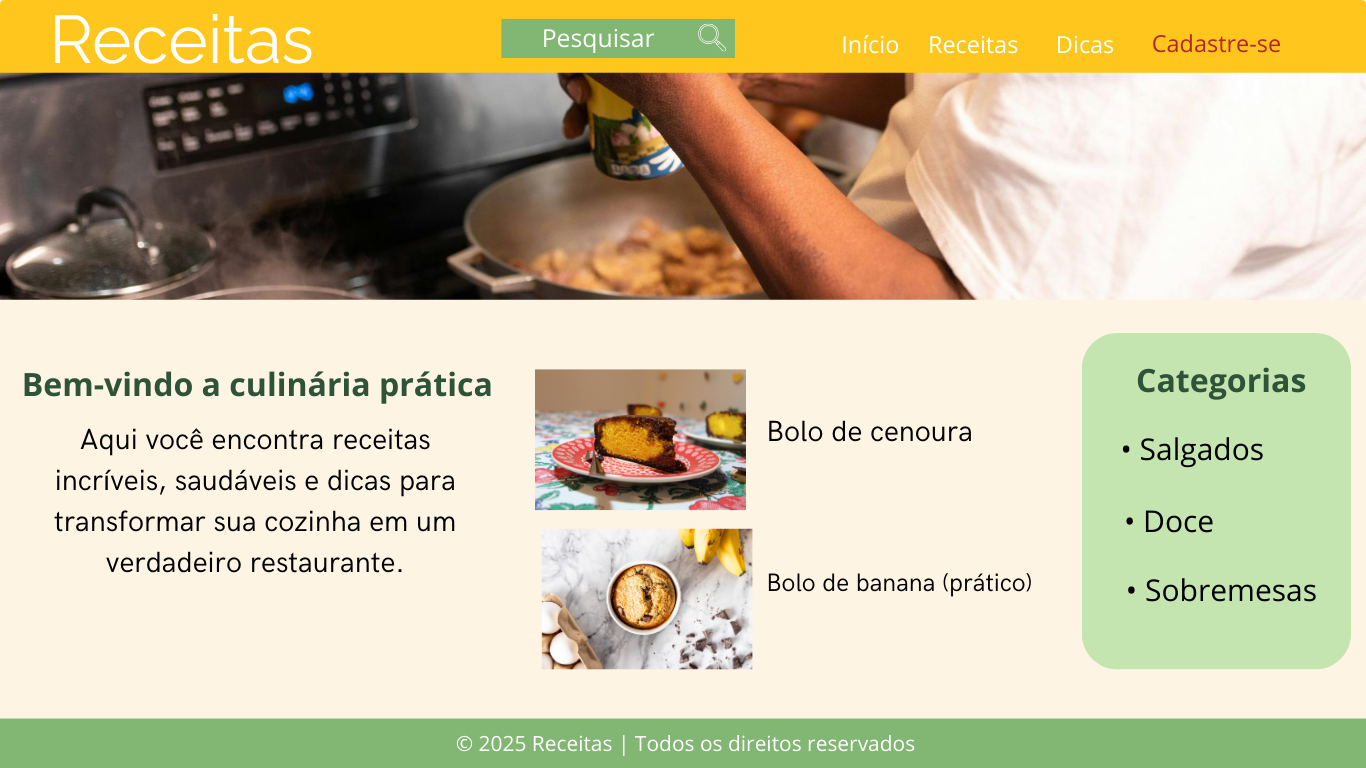 Receitas
Pesquisar
Início
Receitas
Dicas
Cadastre-se
Bem-vindo a culinária prática
Aqui você encontra receitas
incríveis, saudáveis e dicas para
transformar sua cozinha em um
verdadeiro restaurante.
Bolo de cenoura
Bolo de banana (prático)
Categorias
• Salgados
• Doce
• Sobremesas
© 2025 Receitas | Todos os direitos reservados